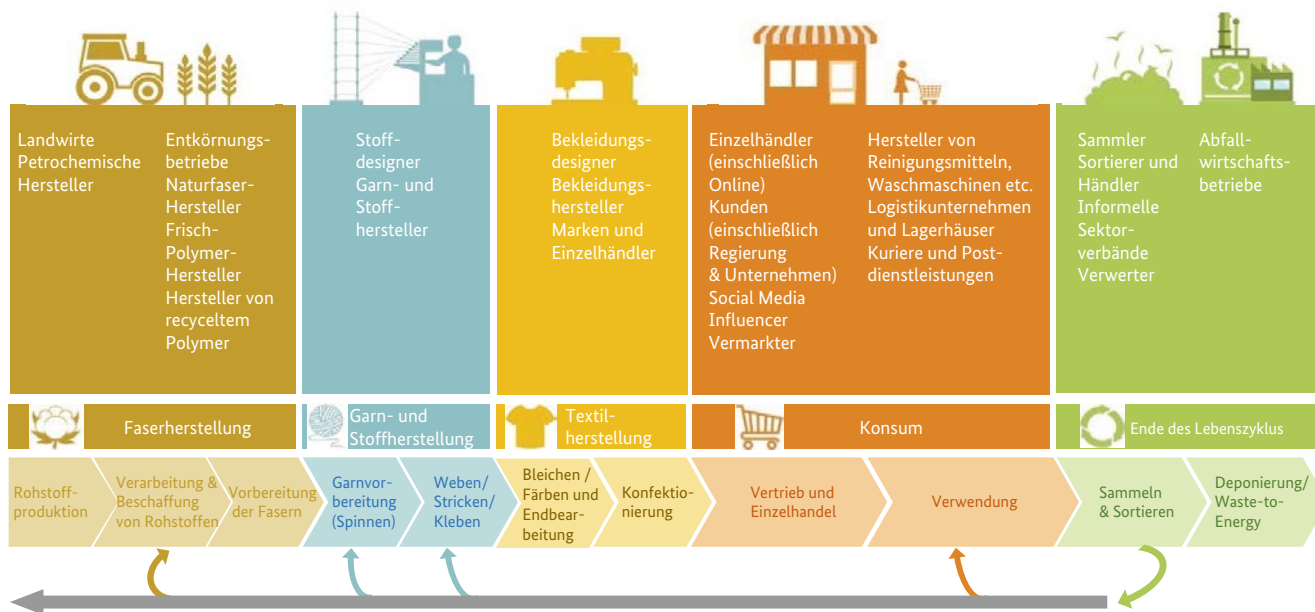 Landwirte
Petrochemische
Hersteller
Entkörnungs-
betriebe
Naturfaser-
Hersteller
Frisch-
Polymer-
Hersteller
Hersteller von
recyceltem
Polymer
Stoff-
designer
Garn- und
Stoff-
hersteller
Bekleidungs-
designer
Bekleidungs-
hersteller
Marken und
Einzelhändler
Einzelhändler
(einschließlich
Online)
Kunden
(einschließlich
Regierung
& Unternehmen)
Social Media
Influencer
Vermarkter
Hersteller von
Reinigungsmitteln,
Waschmaschinen etc.
Logistikunternehmen
und Lagerhäuser
Kuriere und Post-
dienstleistungen
Sammler
Sortierer und
Händler
Informelle
Sektor-
verbände
Verwerter
Abfall-
wirtschafts-
betriebe
Faserherstellung
Garn- und
Stoffherstellung
Textil-
herstellung
Konsum
Ende des Lebenszyklus
Rohstoff-
produktion
Verarbeitung &
Beschaffung
von Rohstoffen
Vorbereitung
der Fasern
Garnvor-
bereitung
(Spinnen)
Weben/
Stricken/
Kleben
Bleichen /
Färben und
Endbear-
beitung
Konfektio-
nierung
Vertrieb und
Einzelhandel
Verwendung
Sammeln
& Sortieren
Deponierung/
Waste-to-
Energy